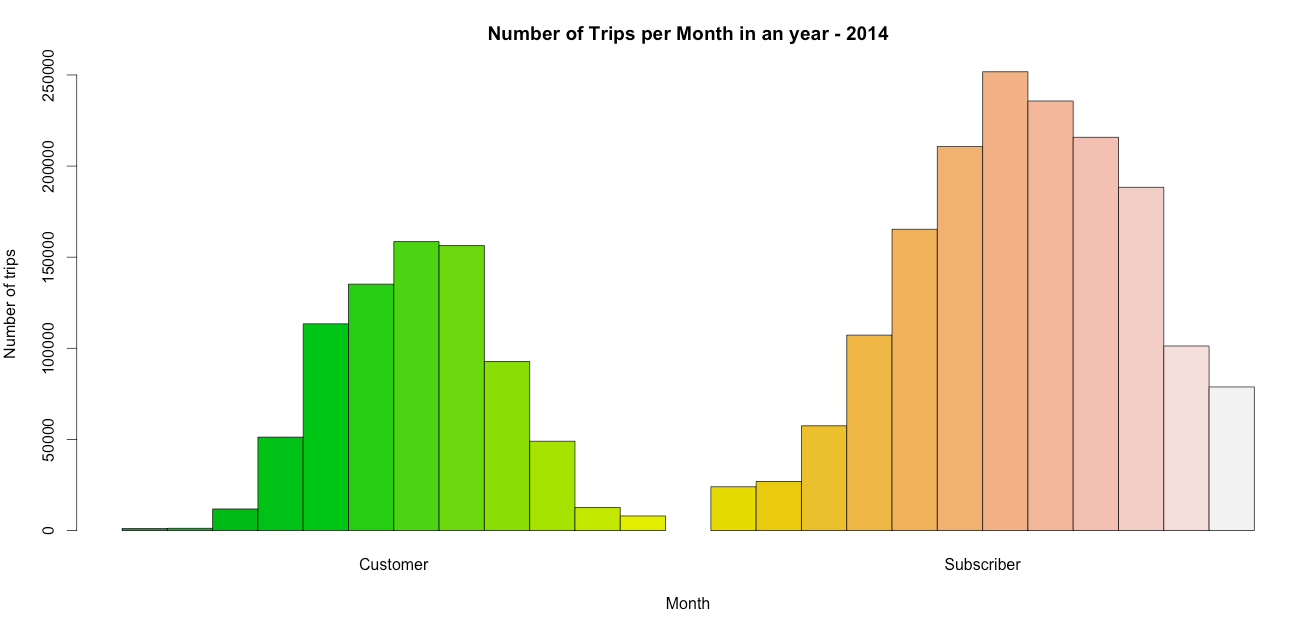 Number of Trips per Month in an year - 2014
Number of trips
250000
200000
150000
100000
50000
0
Customer
Subscriber
Month